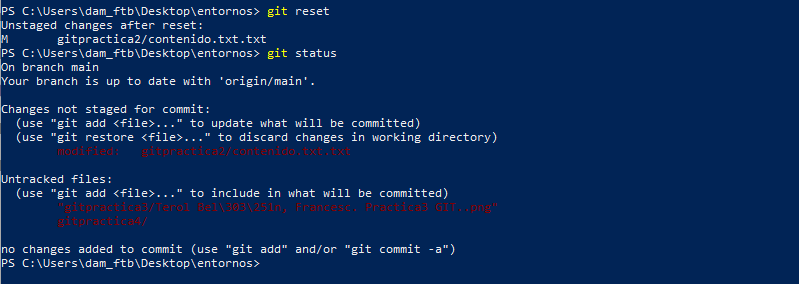 PS C:\Users\dam_ftb\Desktop\entornos> git reset
Unstaged changes after reset:
M       gitpractica2/contenido.txt.txt
PS C:\Users\dam_ftb\Desktop\entornos> git status
On branch main
Your branch is up to date with 'origin/main'.

Changes not staged for commit:
  (use "git add <file>..." to update what will be committed)
  (use "git restore <file>..." to discard changes in working directory)
        modified:   gitpractica2/contenido.txt.txt

Untracked files:
  (use "git add <file>..." to include in what will be committed)
        "gitpractica3/Terol Bel\303\251n, Francesc. Practica3 GIT..png"
        gitpractica4/

no changes added to commit (use "git add" and/or "git commit -a")
PS C:\Users\dam_ftb\Desktop\entornos>